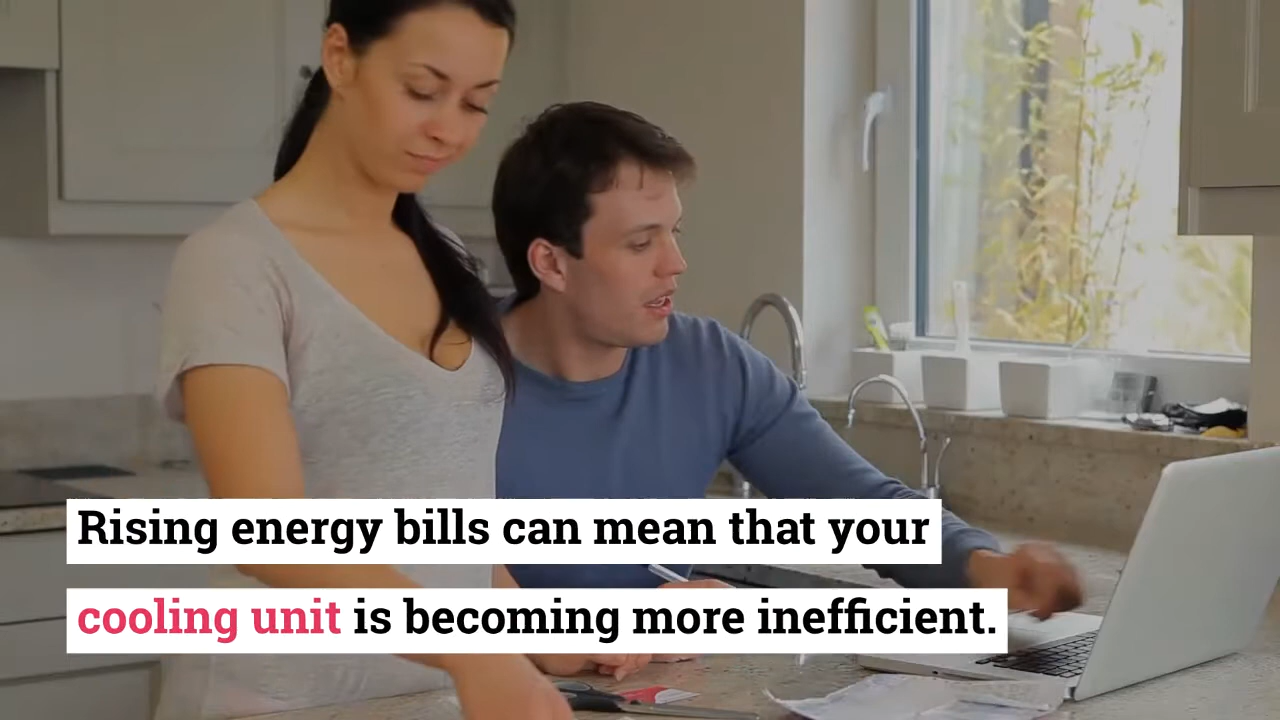 Rising energy bills can mean that your
cooling unit is becoming more inefficient.